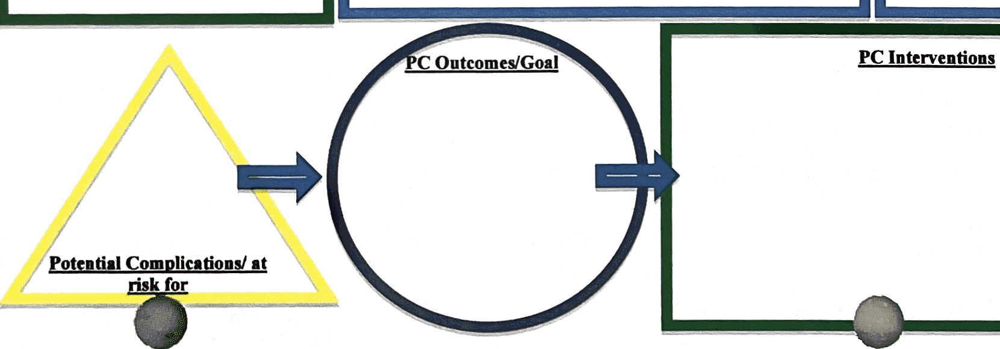 PC Outcomes/Goal
PC Interventions
Potential Complications/ at
risk for